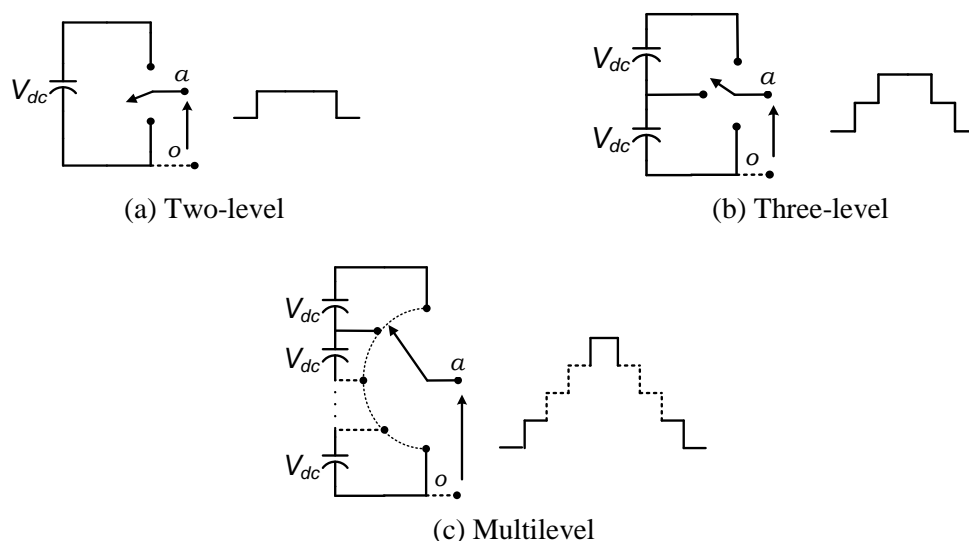 V_dc
a
o
(a) Two-level
V_dc
a
V_dc
o
(b) Three-level
V_dc
V_dc
a
V_dc
o
(c) Multilevel